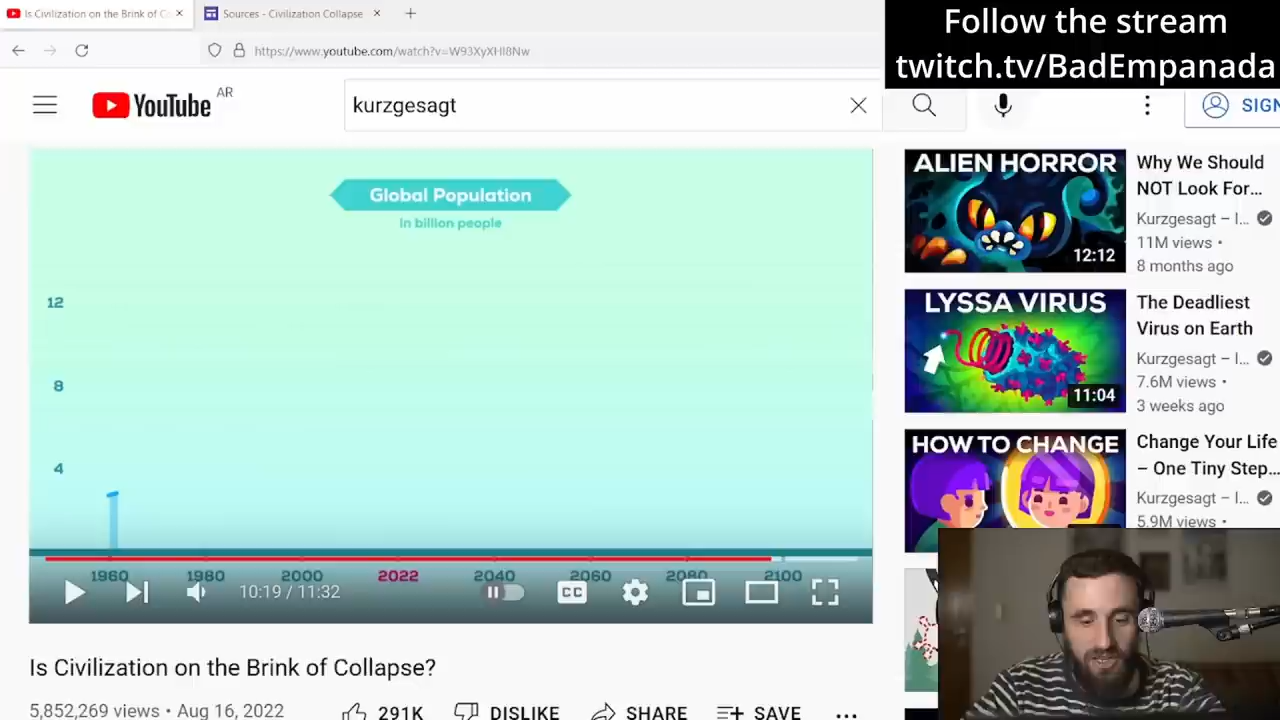 Is Civilization on the Brink of Co
Sources - Civilization Collapse
https://www.youtube.com/watch?v=W93XyXHI8Nw
Follow the stream
twitch.tv/BadEmpanada
YouTube AR
kurzgesagt
SIGN
Global Population
In billion people
12
8
4
1960 1980 2000 2022 2040 2060 2080 2100
10:19 / 11:32
CC
Is Civilization on the Brink of Collapse?
5,852,269 views • Aug 16, 2022
291K DISLIKE SHARE SAVE
ALIEN HORROR
12:12
Why We Should
NOT Look For...
Kurzgesagt – I...
11M views •
8 months ago
LYSSA VIRUS
11:04
The Deadliest
Virus on Earth
Kurzgesagt – I...
7.6M views •
3 weeks ago
HOW TO CHANGE
Change Your Life
– One Tiny Step...
Kurzgesagt – I...
5.9M views •